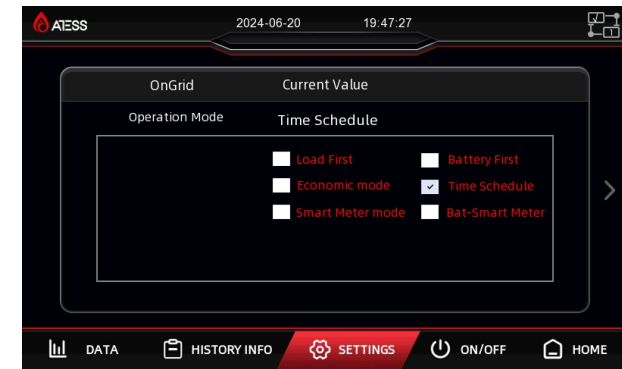 ATESS 2024-06-20 19:47:27
1
OnGrid Current Value
Operation Mode Time Schedule
Load First Battery First
Economic mode Time Schedule
Smart Meter mode Bat-Smart Meter
DATA HISTORY INFO SETTINGS ON/OFF HOME